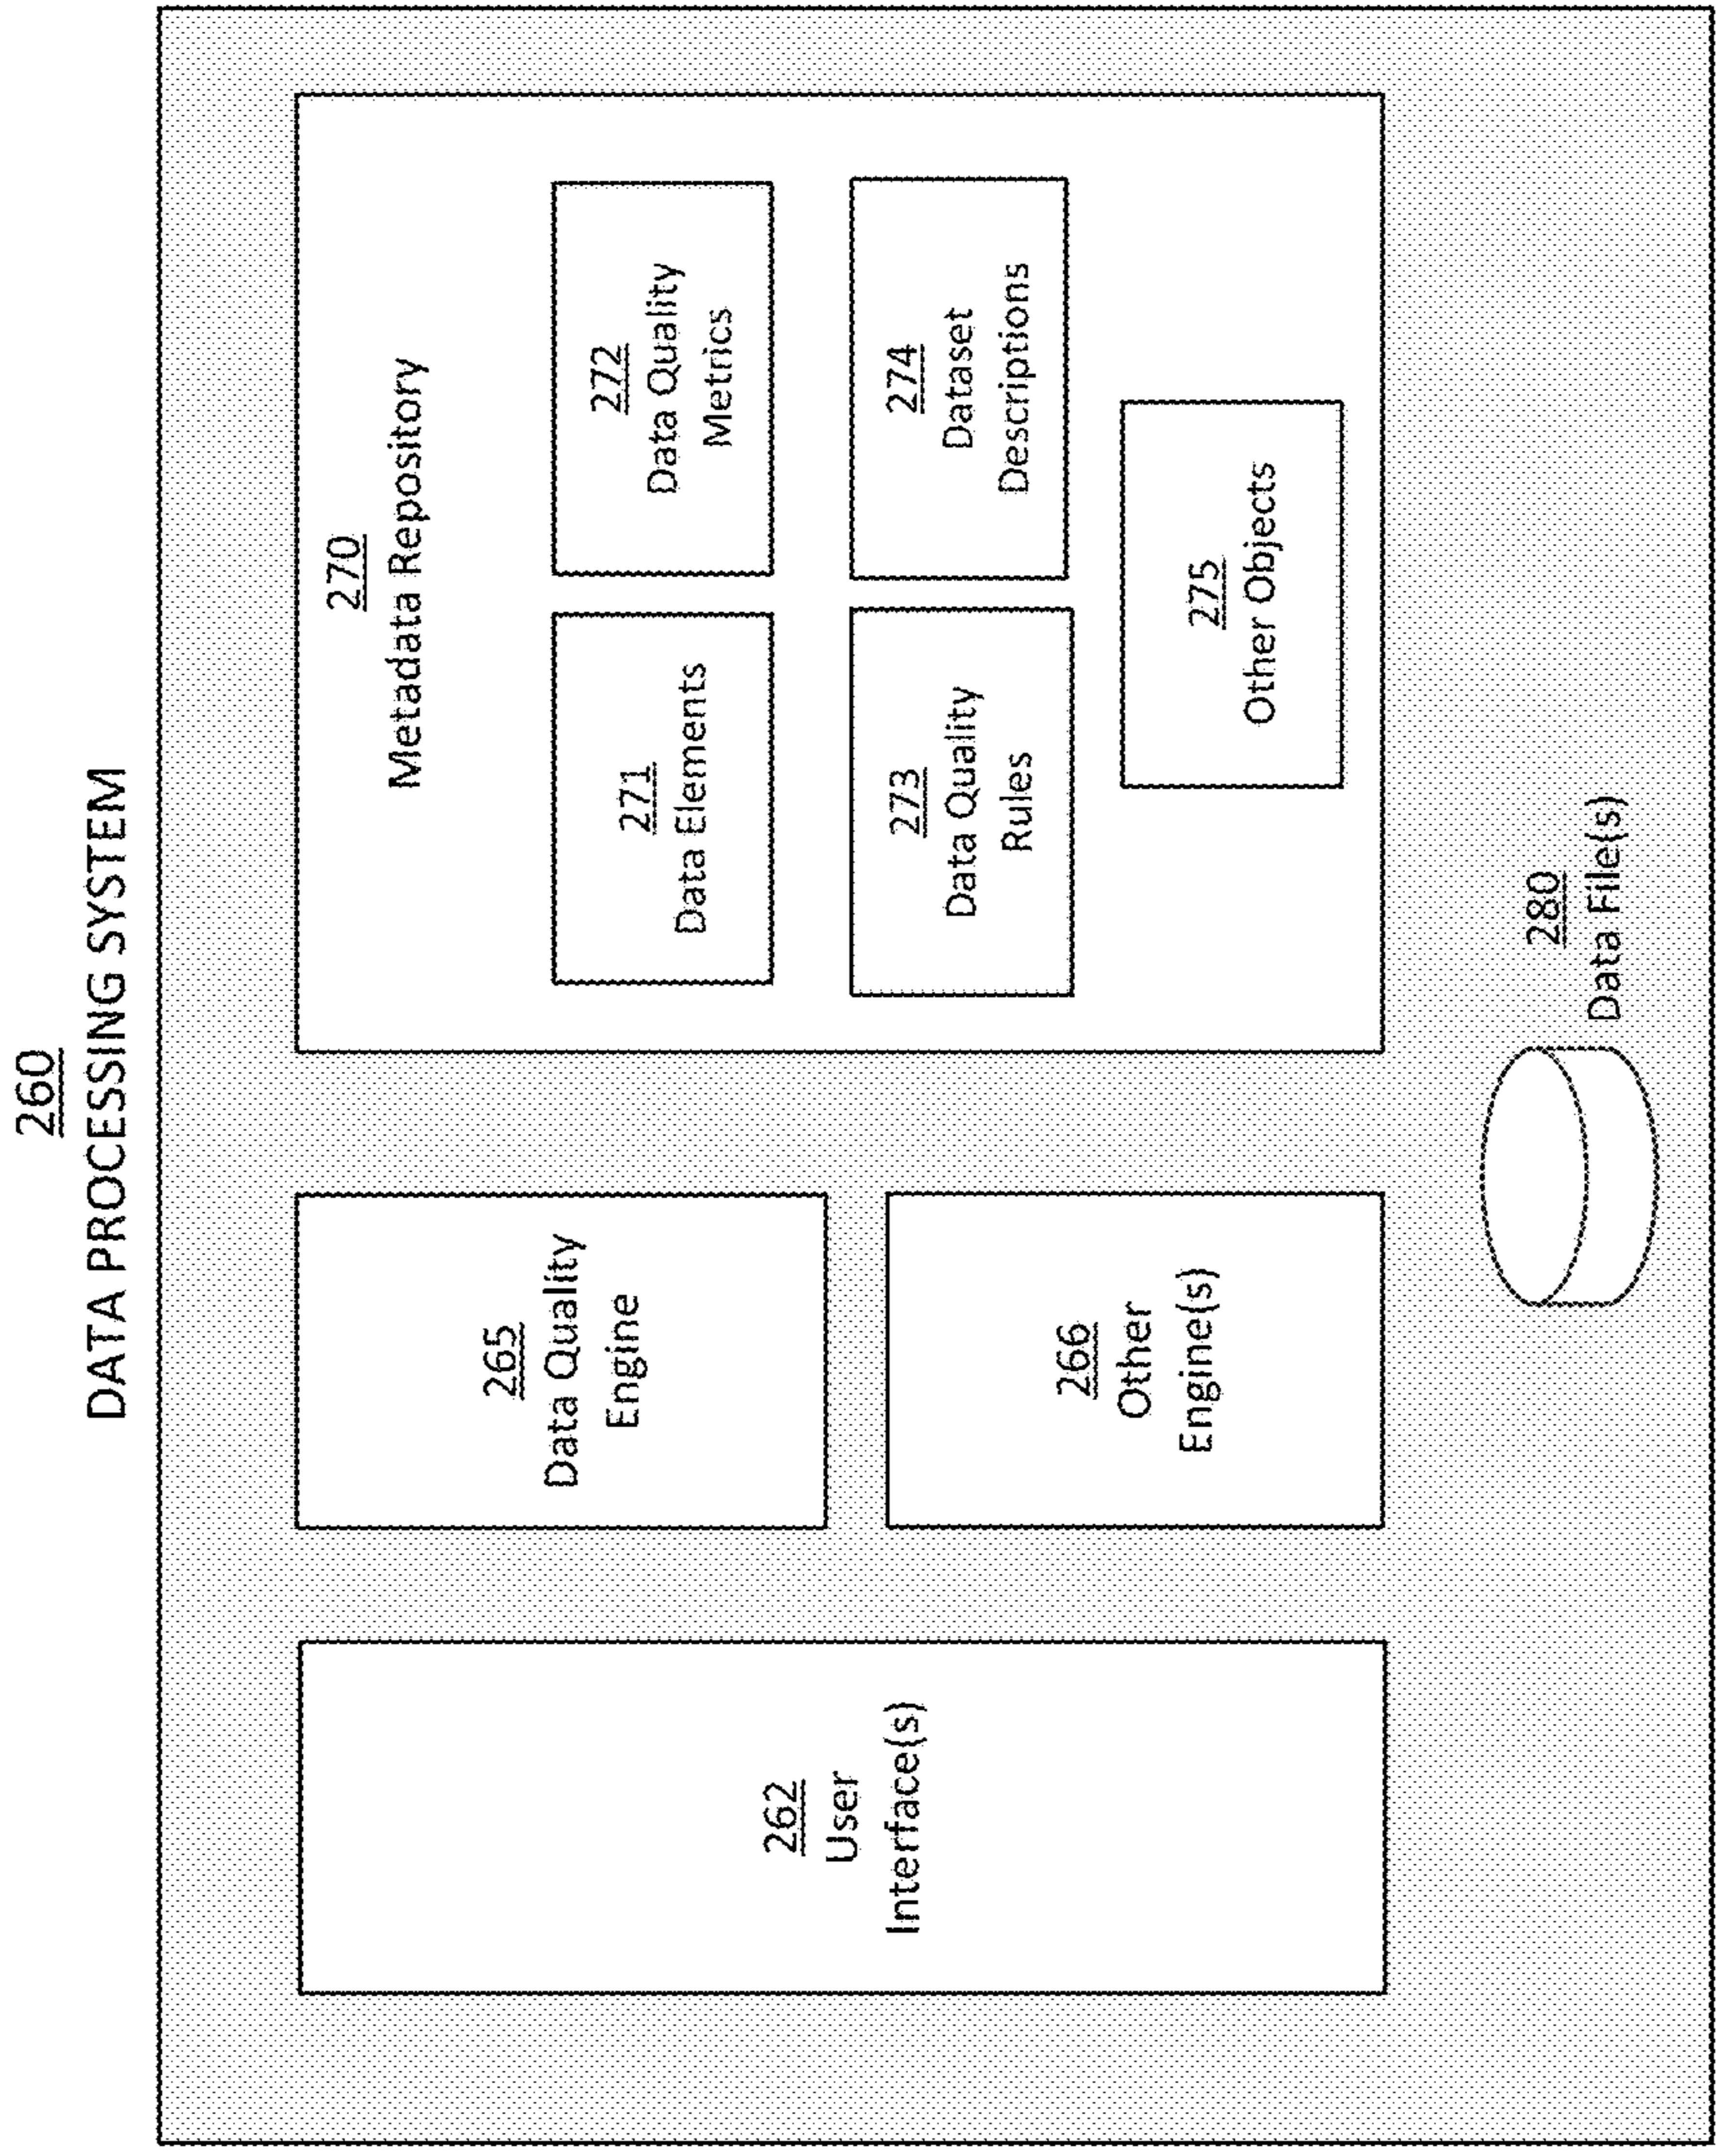 260
DATA PROCESSING SYSTEM
262
User
Interface(s)
265
Data Quality
Engine
266
Other
Engine(s)
270
Metadata Repository
271
Data Elements
272
Data Quality
Metrics
273
Data Quality
Rules
274
Dataset
Descriptions
275
Other Objects
280
Data File(s)